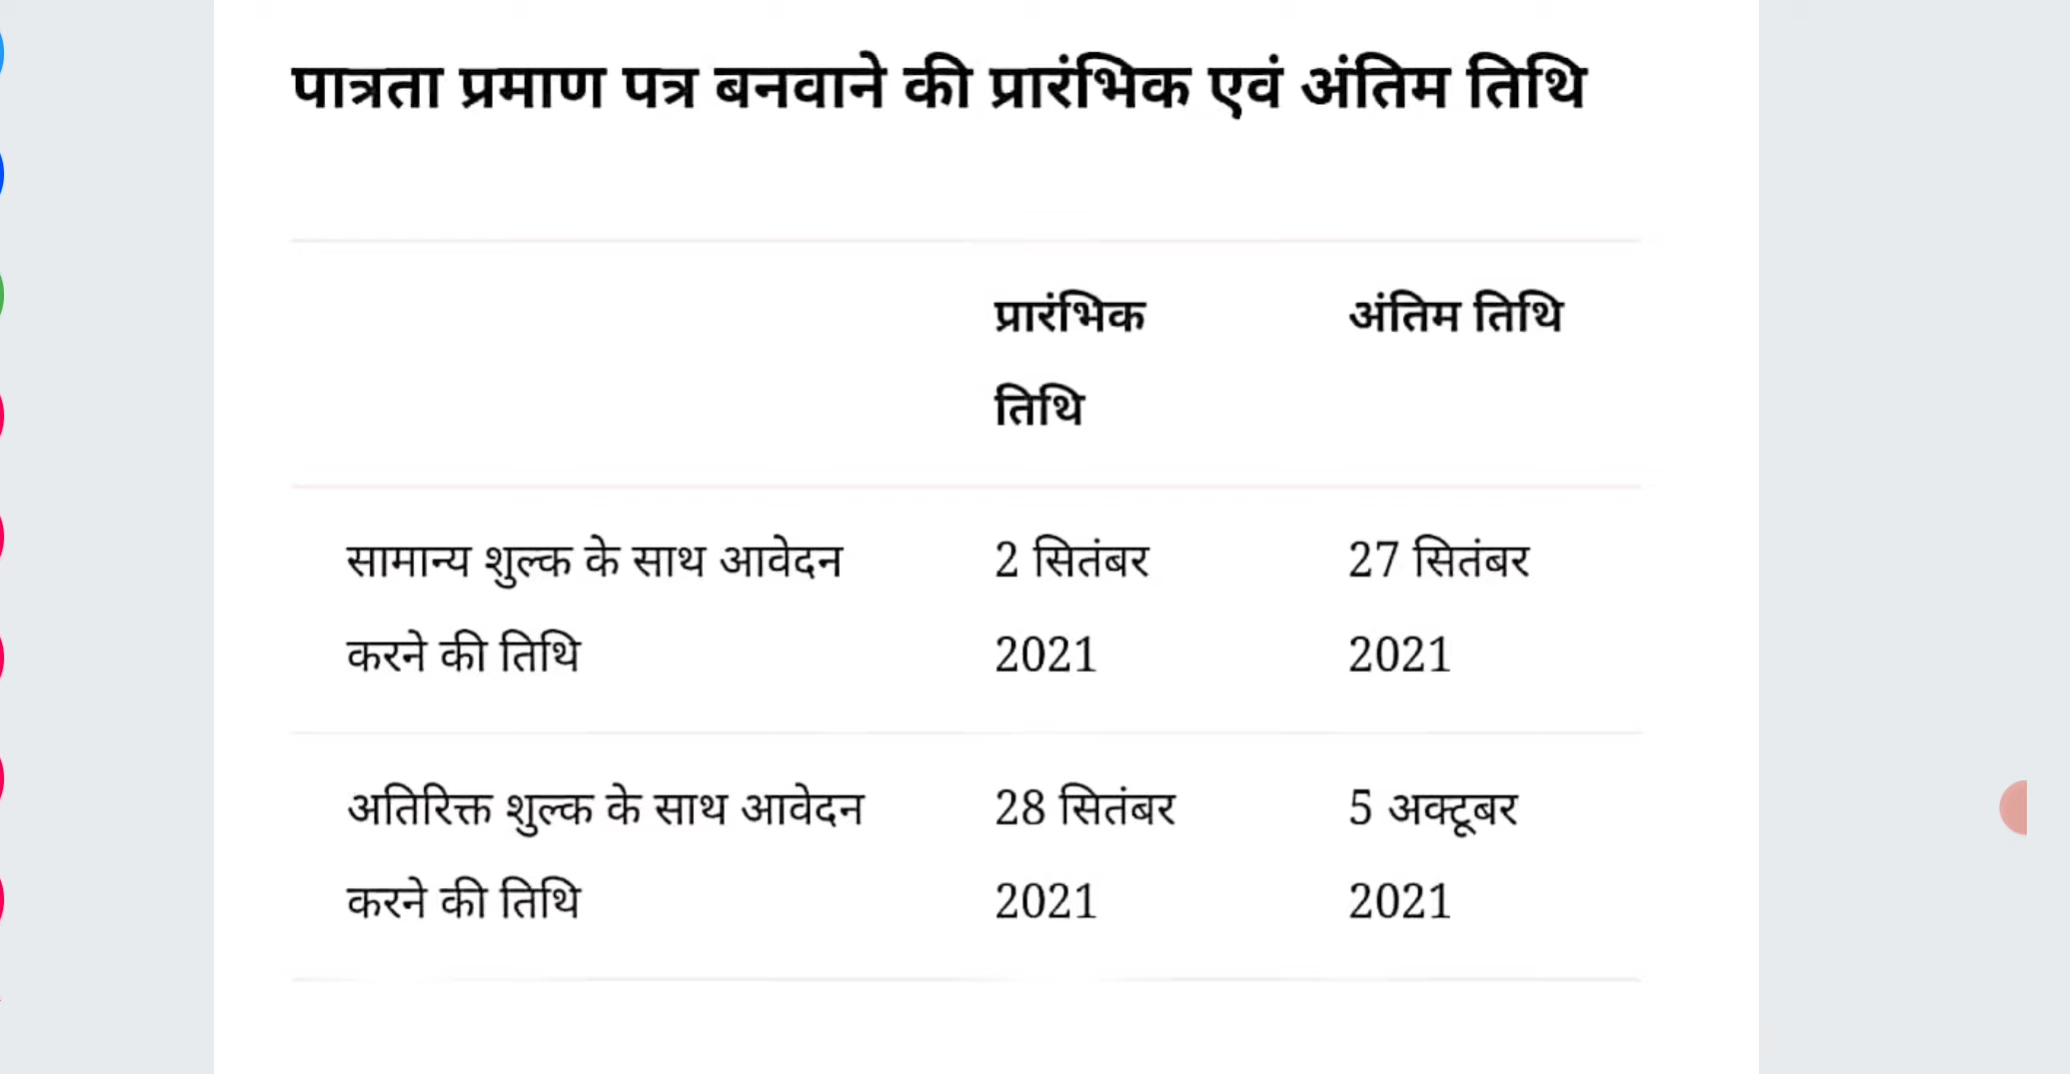 पात्रता प्रमाण पत्र बनवाने की प्रारंभिक एवं अंतिम तिथि
प्रारंभिक
तिथि
अंतिम तिथि
सामान्य शुल्क के साथ आवेदन
करने की तिथि
2 सितंबर
2021
27 सितंबर
2021
अतिरिक्त शुल्क के साथ आवेदन
करने की तिथि
28 सितंबर
2021
5 अक्टूबर
2021